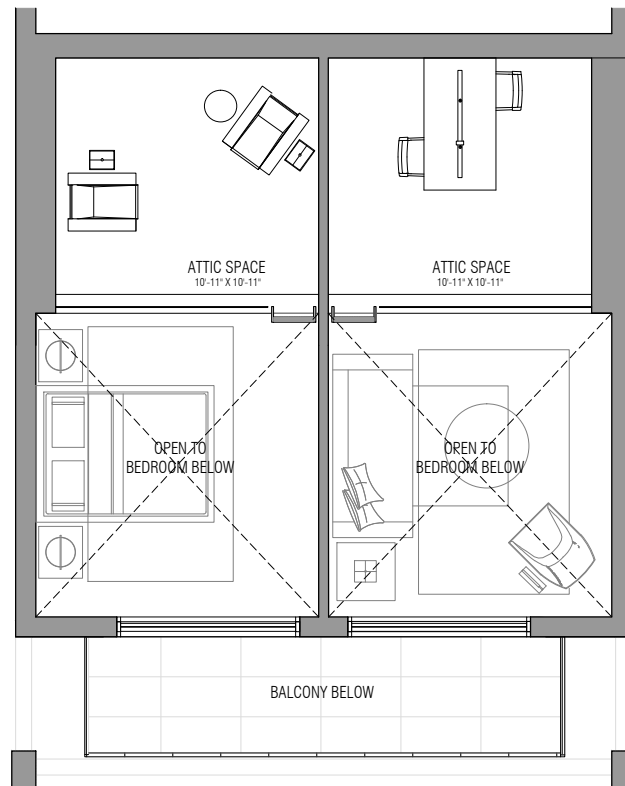 ATTIC SPACE
10'-11" X 10'-11"
ATTIC SPACE
10'-11" X 10'-11"
OPEN TO
BEDROOM BELOW
OPEN TO
BEDROOM BELOW
BALCONY BELOW